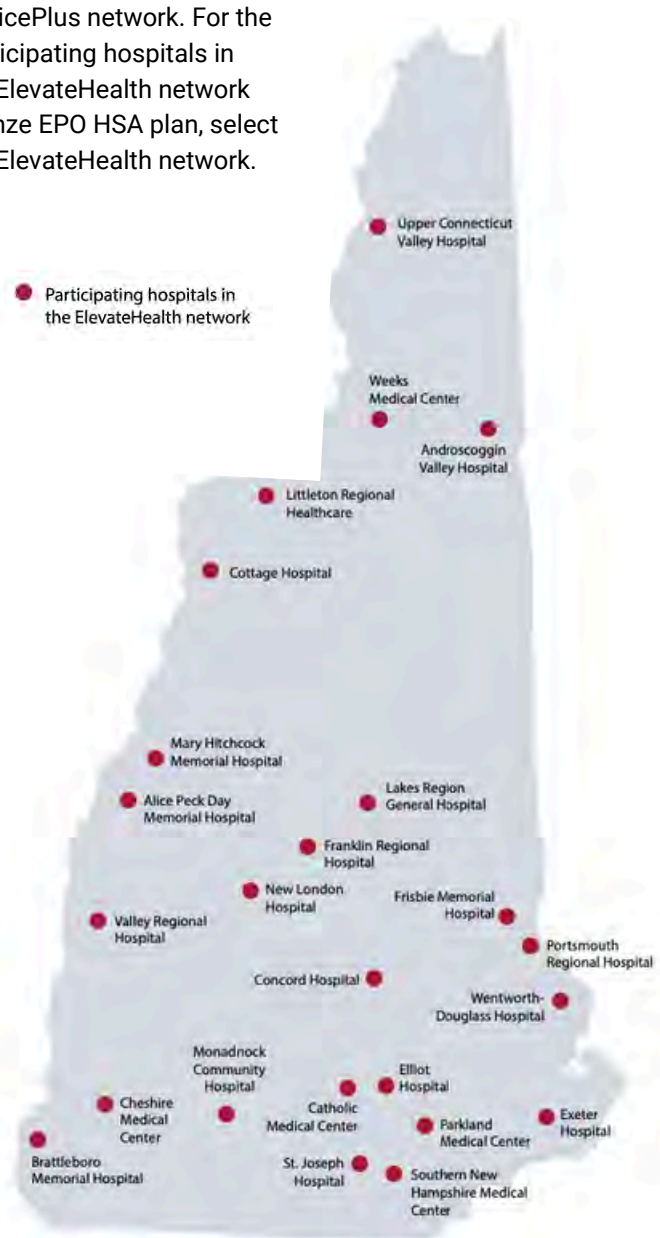 icePlus network. For the
icipating hospitals in
ElevateHealth network
nze EPO HSA plan, select
ElevateHealth network.
Upper Connecticut
Valley Hospital
Participating hospitals in
the ElevateHealth network
Weeks
Medical Center
Androscoggin
Valley Hospital
Littleton Regional
Healthcare
Cottage Hospital
Mary Hitchcock
Memorial Hospital
Alice Peck Day
Memorial Hospital
Lakes Region
General Hospital
Franklin Regional
Hospital
New London
Hospital
Frisbie Memorial
Hospital
Valley Regional
Hospital
Portsmouth
Regional Hospital
Concord Hospital
Wentworth-
Douglass Hospital
Monadnock
Community
Hospital
Elliot
Hospital
Catholic
Medical Center
Cheshire
Medical
Center
Parkland
Medical Center
Exeter
Hospital
Brattleboro
Memorial Hospital
St. Joseph
Hospital
Southern New
Hampshire Medical
Center